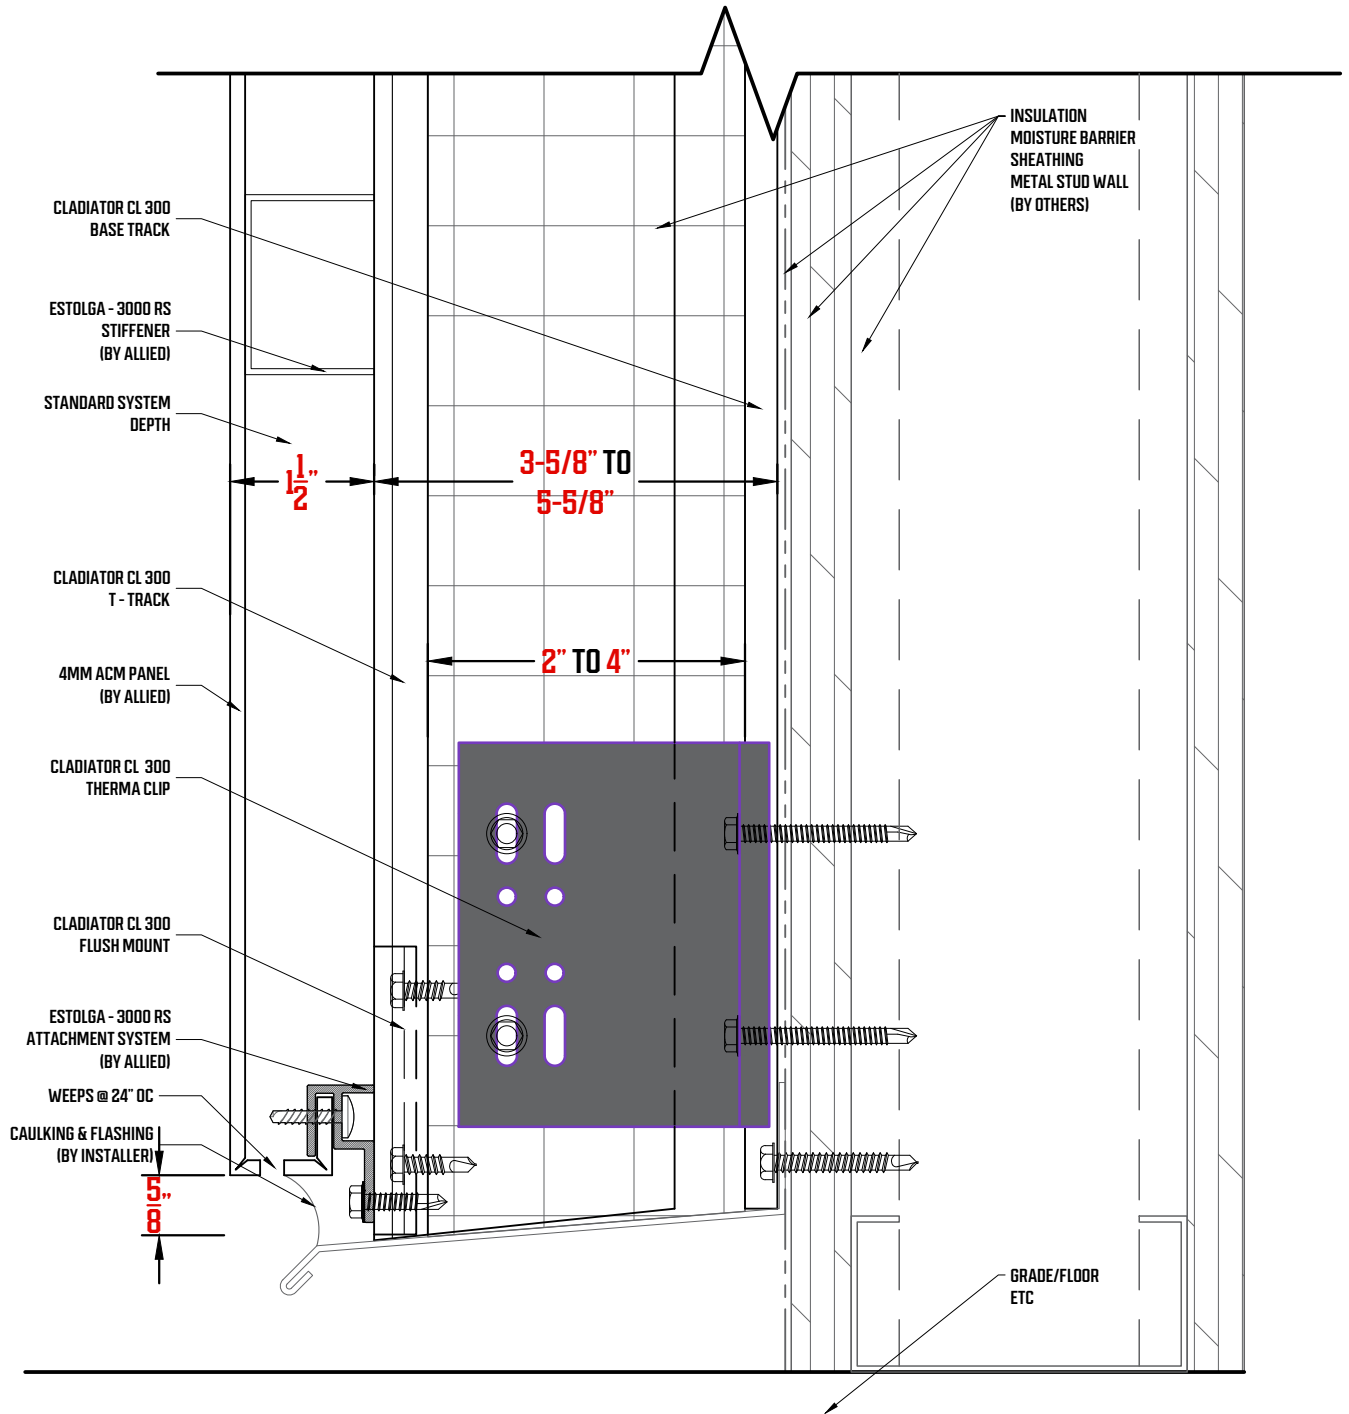 INSULATION
MOISTURE BARRIER
SHEATHING
METAL STUD WALL
(BY OTHERS)
CLADIATOR CL 300
BASE TRACK
ESTOLGA - 3000 RS
STIFFENER
(BY ALLIED)
STANDARD SYSTEM
DEPTH
1 1/2"
3-5/8" TO
5-5/8"
CLADIATOR CL 300
T - TRACK
2" TO 4"
4MM ACM PANEL
(BY ALLIED)
CLADIATOR CL 300
THERMA CLIP
CLADIATOR CL 300
FLUSH MOUNT
ESTOLGA - 3000 RS
ATTACHMENT SYSTEM
(BY ALLIED)
WEEPS @ 24" OC
CAULKING & FLASHING
(BY INSTALLER)
5/8"
GRADE/FLOOR
ETC